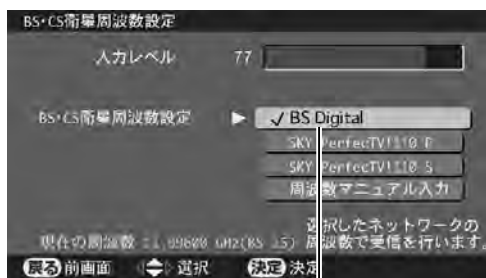 BS・CS衛星周波数設定
入力レベル 77
BS・CS衛星周波数設定 ▶ ✓BS Digital
SKY PerfecTV!110 D
SKY PerfecTV!110 S
周波数マニュアル入力
選択したネットワークの
現在の周波数 :1.99600 GHz(BS 15) 周波数で受信を行います。
戻る 前画面 選択 決定 決定